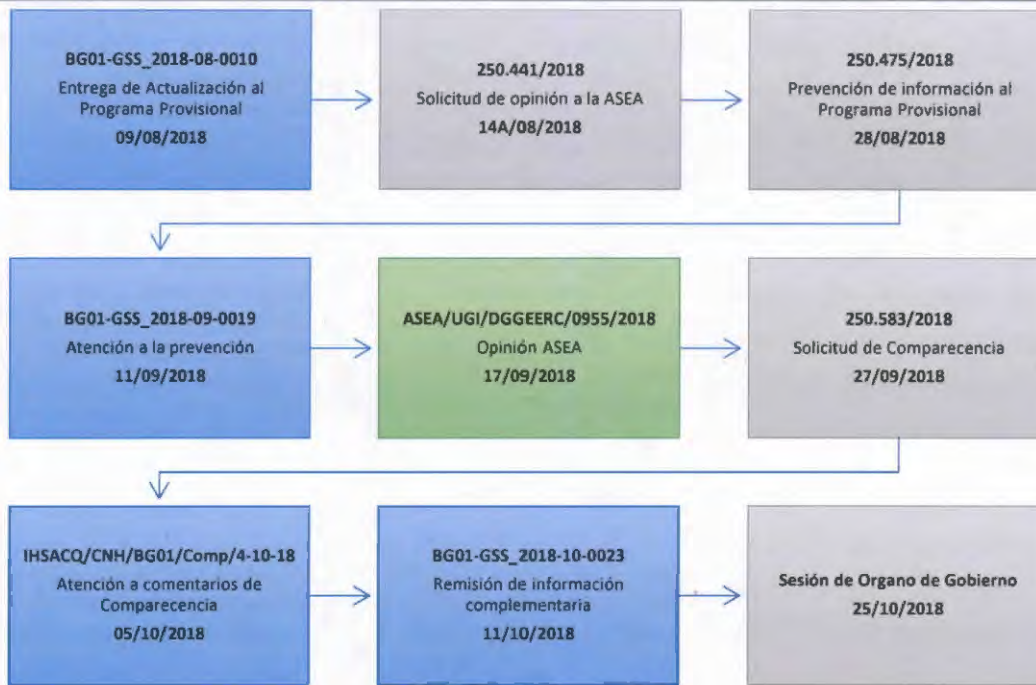 BG01-GSS_2018-08-0010
Entrega de Actualización al
Programa Provisional
09/08/2018
250.441/2018
Solicitud de opinión a la ASEA
14A/08/2018
250.475/2018
Prevención de información al
Programa Provisional
28/08/2018
BG01-GSS_2018-09-0019
Atención a la prevención
11/09/2018
ASEA/UGI/DGGEERC/0955/2018
Opinión ASEA
17/09/2018
250.583/2018
Solicitud de Comparecencia
27/09/2018
IHSACQ/CNH/BG01/Comp/4-10-18
Atención a comentarios de
Comparecencia
05/10/2018
BG01-GSS_2018-10-0023
Remisión de información
complementaria
11/10/2018
Sesión de Organo de Gobierno
25/10/2018